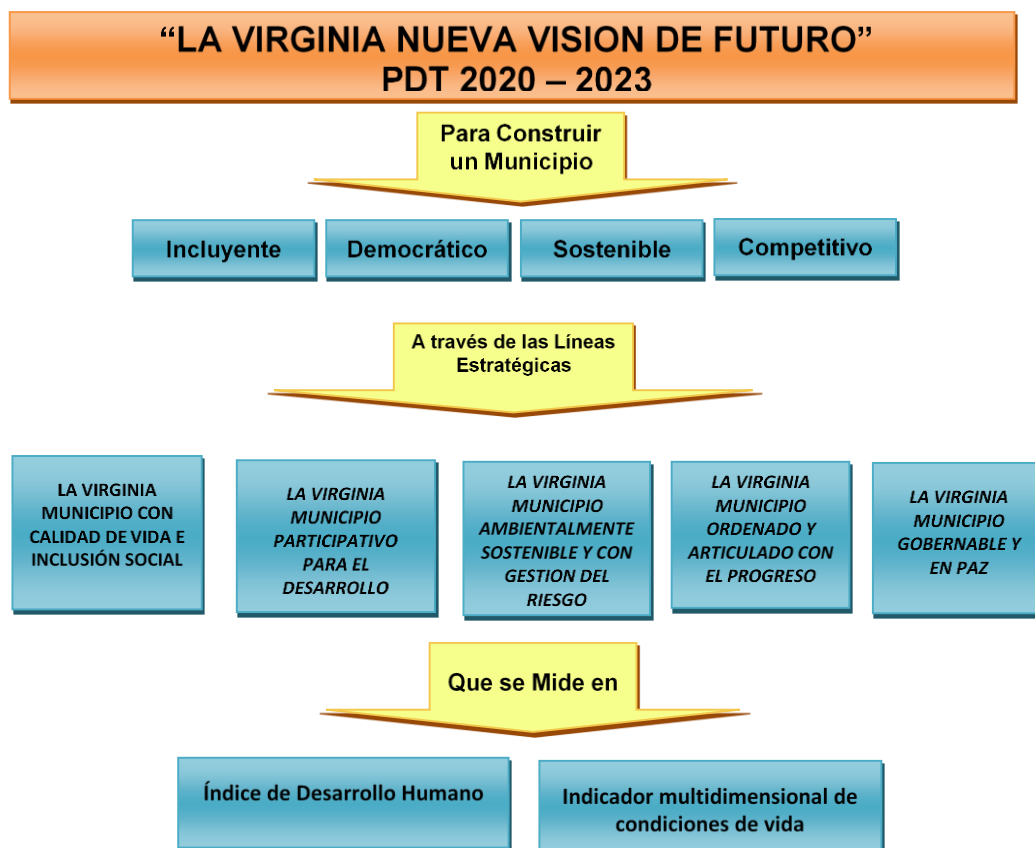 “LA VIRGINIA NUEVA VISION DE FUTURO”
PDT 2020 – 2023
Para Construir
un Municipio
Incluyente
Democrático
Sostenible
Competitivo
A través de las Líneas
Estratégicas
LA VIRGINIA
MUNICIPIO CON
CALIDAD DE VIDA E
INCLUSIÓN SOCIAL
LA VIRGINIA
MUNICIPIO
PARTICIPATIVO
PARA EL
DESARROLLO
LA VIRGINIA
MUNICIPIO
AMBIENTALMENTE
SOSTENIBLE Y CON
GESTION DEL
RIESGO
LA VIRGINIA
MUNICIPIO
ORDENADO Y
ARTICULADO CON
EL PROGRESO
LA VIRGINIA
MUNICIPIO
GOBERNABLE Y
EN PAZ
Que se Mide en
Índice de Desarrollo Humano
Indicador multidimensional de
condiciones de vida